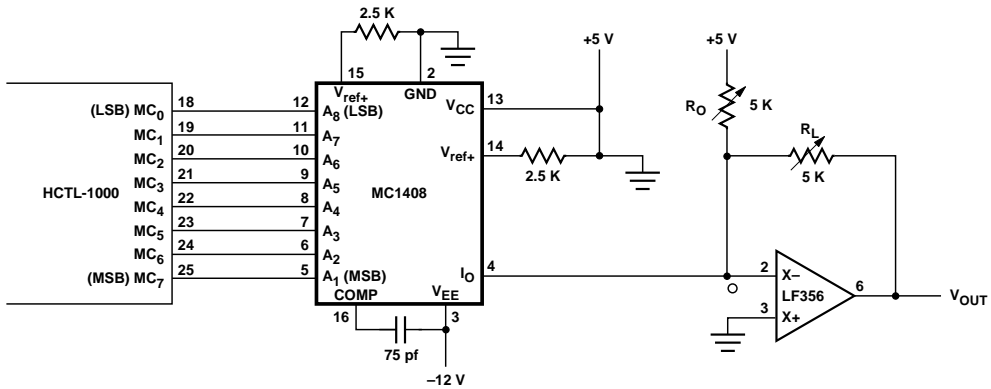 2.5 K
+5 V
+5 V
15
2
V_ref+
GND
13
V_CC
R_O
5 K
(LSB) MC_0
18
12
A_8 (LSB)
MC_1
19
11
A_7
MC_2
20
10
A_6
V_ref+
14
2.5 K
R_L
5 K
MC_3
21
9
A_5
HCTL-1000
MC1408
MC_4
22
8
A_4
MC_5
23
7
A_3
MC_6
24
6
A_2
(MSB) MC_7
25
5
A_1 (MSB)
I_O
4
2
X–
LF356
6
V_OUT
3
X+
COMP
V_EE
16
3
75 pf
–12 V